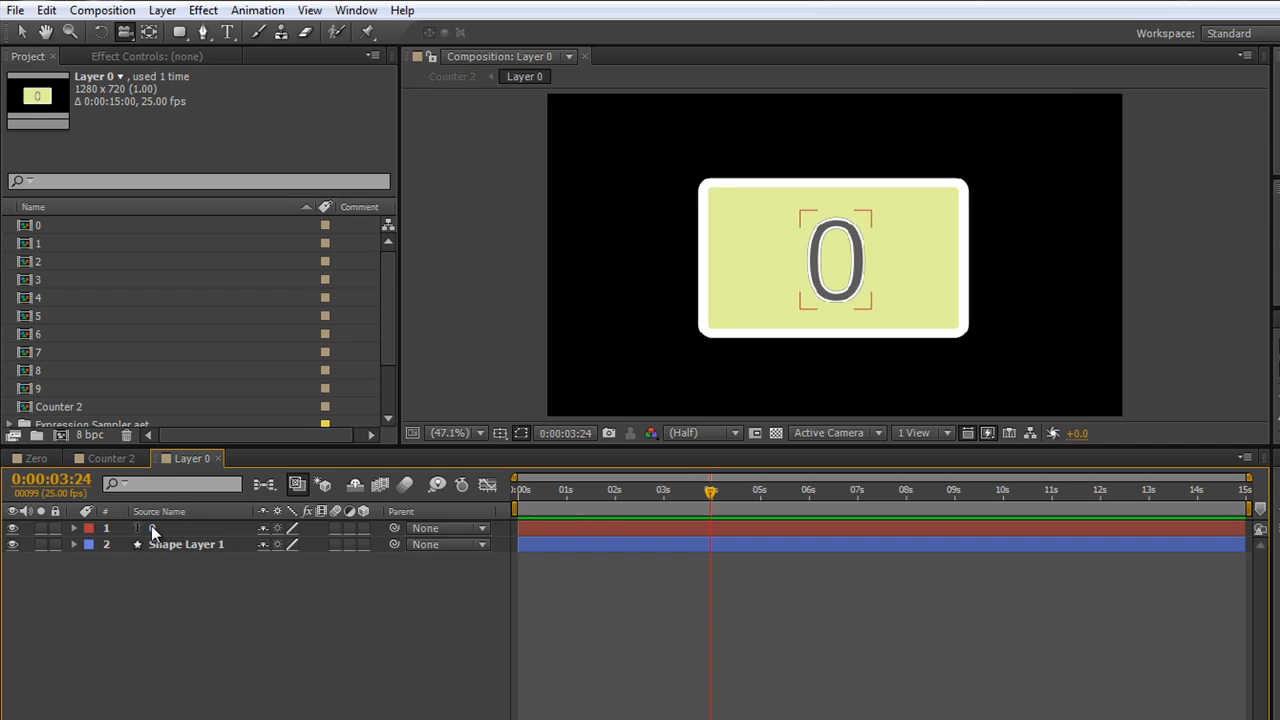 File Edit Composition Layer Effect Animation View Window Help
Workspace: Standard
Project × Effect Controls: (none)
Composition: Layer 0 ×
Layer 0 ▾ , used 1 time
1280 x 720 (1.00)
Δ 0:00:15:00, 25.00 fps
Counter 2 Layer 0
Name Comment
0
1
2
3
4
5
6
7
8
9
Counter 2
Expression Sampler.aet
0
8 bpc
(47.1%) 0:00:03:24 (Half) Active Camera 1 View +0.0
Zero Counter 2 Layer 0 ×
0:00:03:24
00099 (25.00 fps)
:00s 01s 02s 03s 04s 05s 06s 07s 08s 09s 10s 11s 12s 13s 14s 15s
# Source Name fx Parent
1 T 0 None
2 Shape Layer 1 None